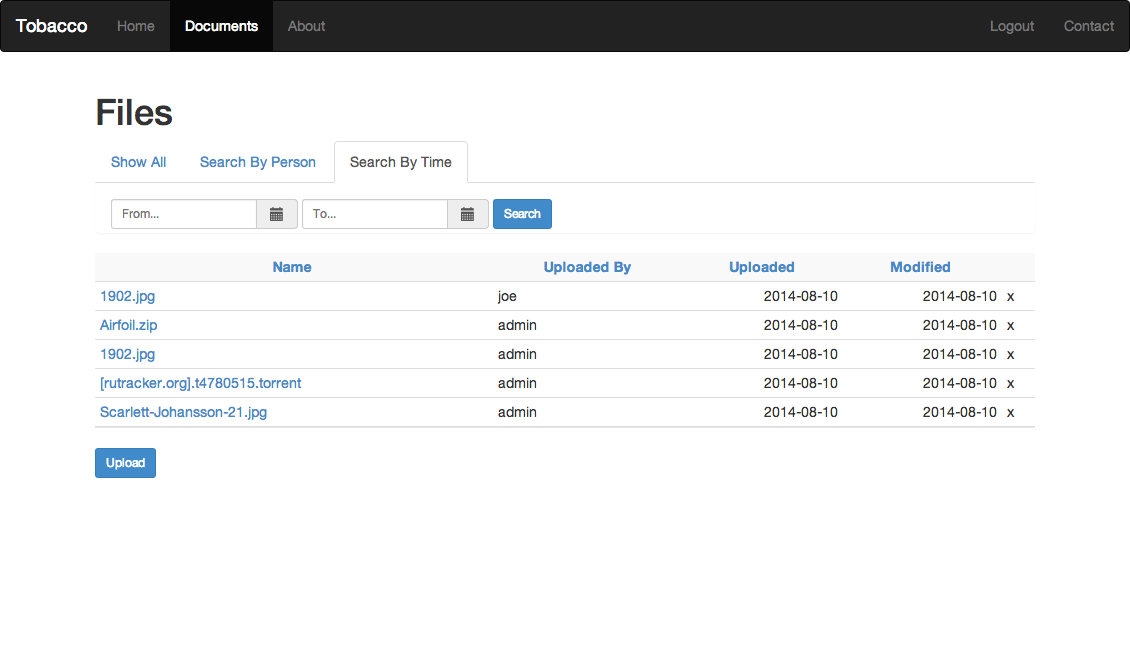 Tobacco Home Documents About Logout Contact
Files
Show All Search By Person Search By Time
From... To... Search
Name Uploaded By Uploaded Modified
1902.jpg joe 2014-08-10 2014-08-10 x
Airfoil.zip admin 2014-08-10 2014-08-10 x
1902.jpg admin 2014-08-10 2014-08-10 x
[rutracker.org].t4780515.torrent admin 2014-08-10 2014-08-10 x
Scarlett-Johansson-21.jpg admin 2014-08-10 2014-08-10 x
Upload